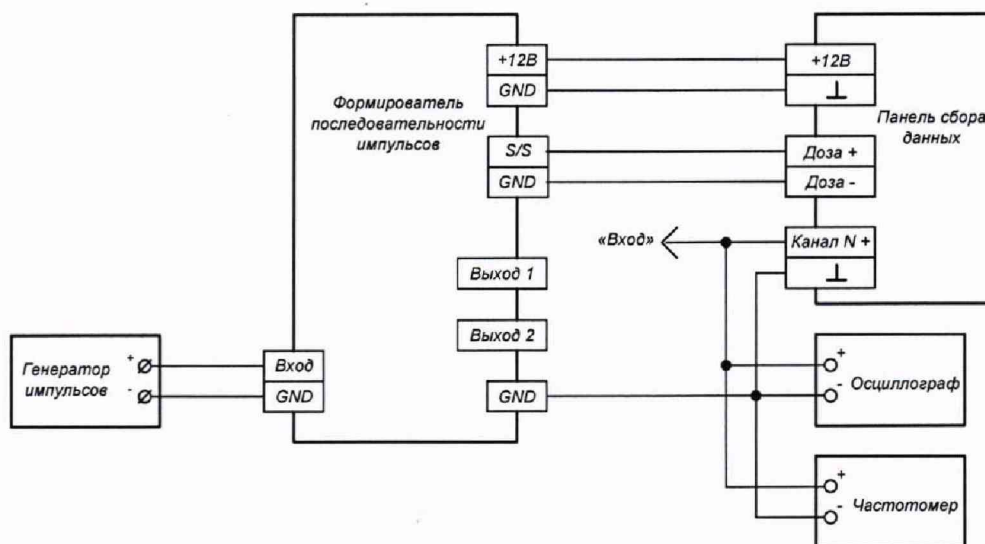 +12В
GND
Формирователь
последовательности
импульсов
S/S
GND
Выход 1
Выход 2
GND
Вход
GND
Генератор
импульсов
+
-
+12В
⊥
Панель сбора
данных
Доза +
Доза -
«Вход»
Канал N +
⊥
+
-
Осциллограф
+
-
Частотомер